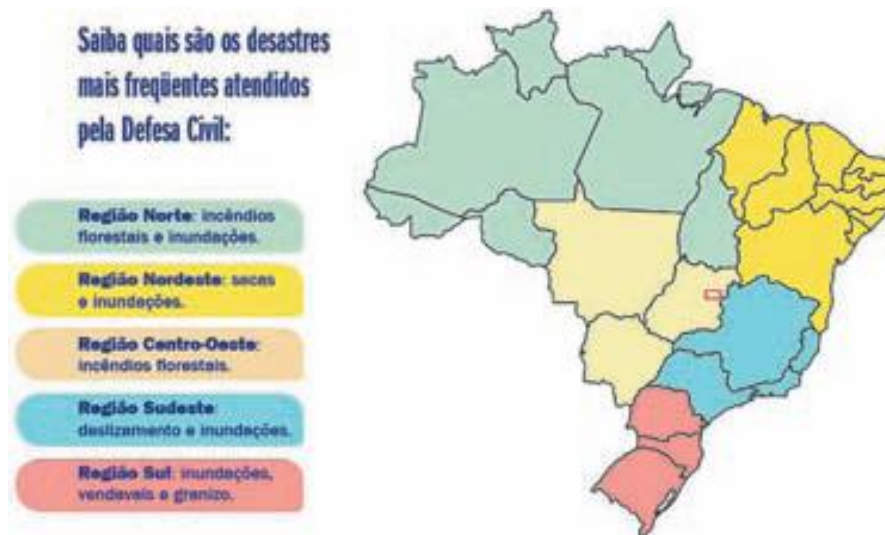 Saiba quais são os desastres
mais freqüentes atendidos
pela Defesa Civil:
Região Norte: incêndios
florestais e inundações.
Região Nordeste: secas
e inundações.
Região Centro-Oeste:
incêndios florestais.
Região Sudeste:
deslizamento e inundações.
Região Sul: inundações,
vendavais e granizo.